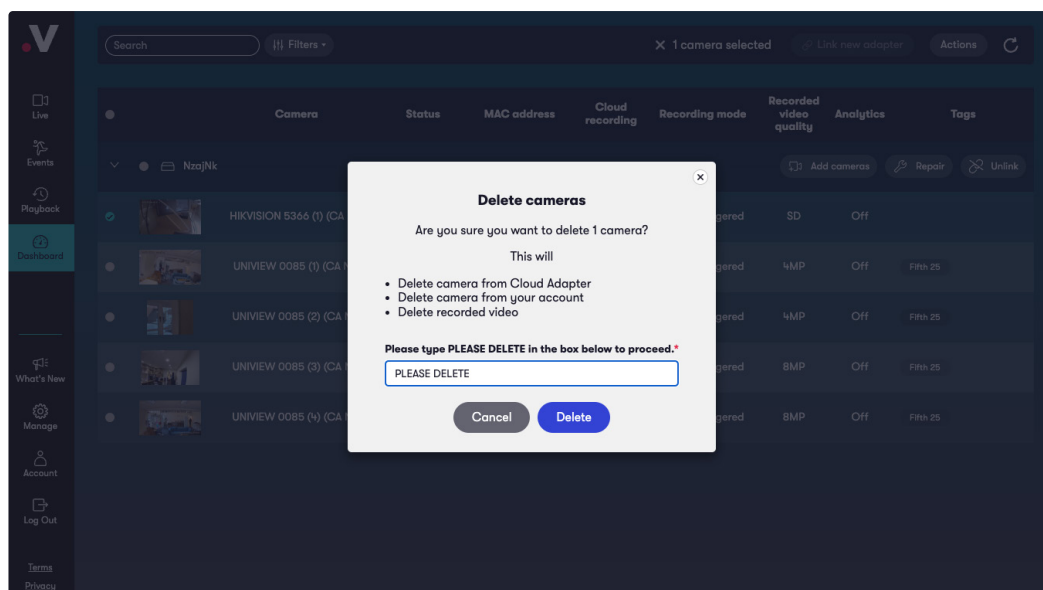 V
Search
Filters
1 camera selected
Link new adapter
Actions
Live
Camera
Status
MAC address
Cloud
recording
Recording mode
Recorded
video
quality
Analytics
Tags
Events
NzajNk
Add cameras
Repair
Unlink
Playback
HIKVISION 5366 (1) (CA
gered
SD
Off
Dashboard
UNIVIEW 0085 (1) (CA N
gered
4MP
Off
Fifth 25
UNIVIEW 0085 (2) (CA
gered
4MP
Off
Fifth 25
What's New
UNIVIEW 0085 (3) (CA
gered
8MP
Off
Fifth 25
Manage
UNIVIEW 0085 (4) (CA
gered
8MP
Off
Fifth 25
Account
Log Out
Terms
Privacy
Delete cameras
Are you sure you want to delete 1 camera?
This will
• Delete camera from Cloud Adapter
• Delete camera from your account
• Delete recorded video
Please type PLEASE DELETE in the box below to proceed.*
PLEASE DELETE
Cancel
Delete